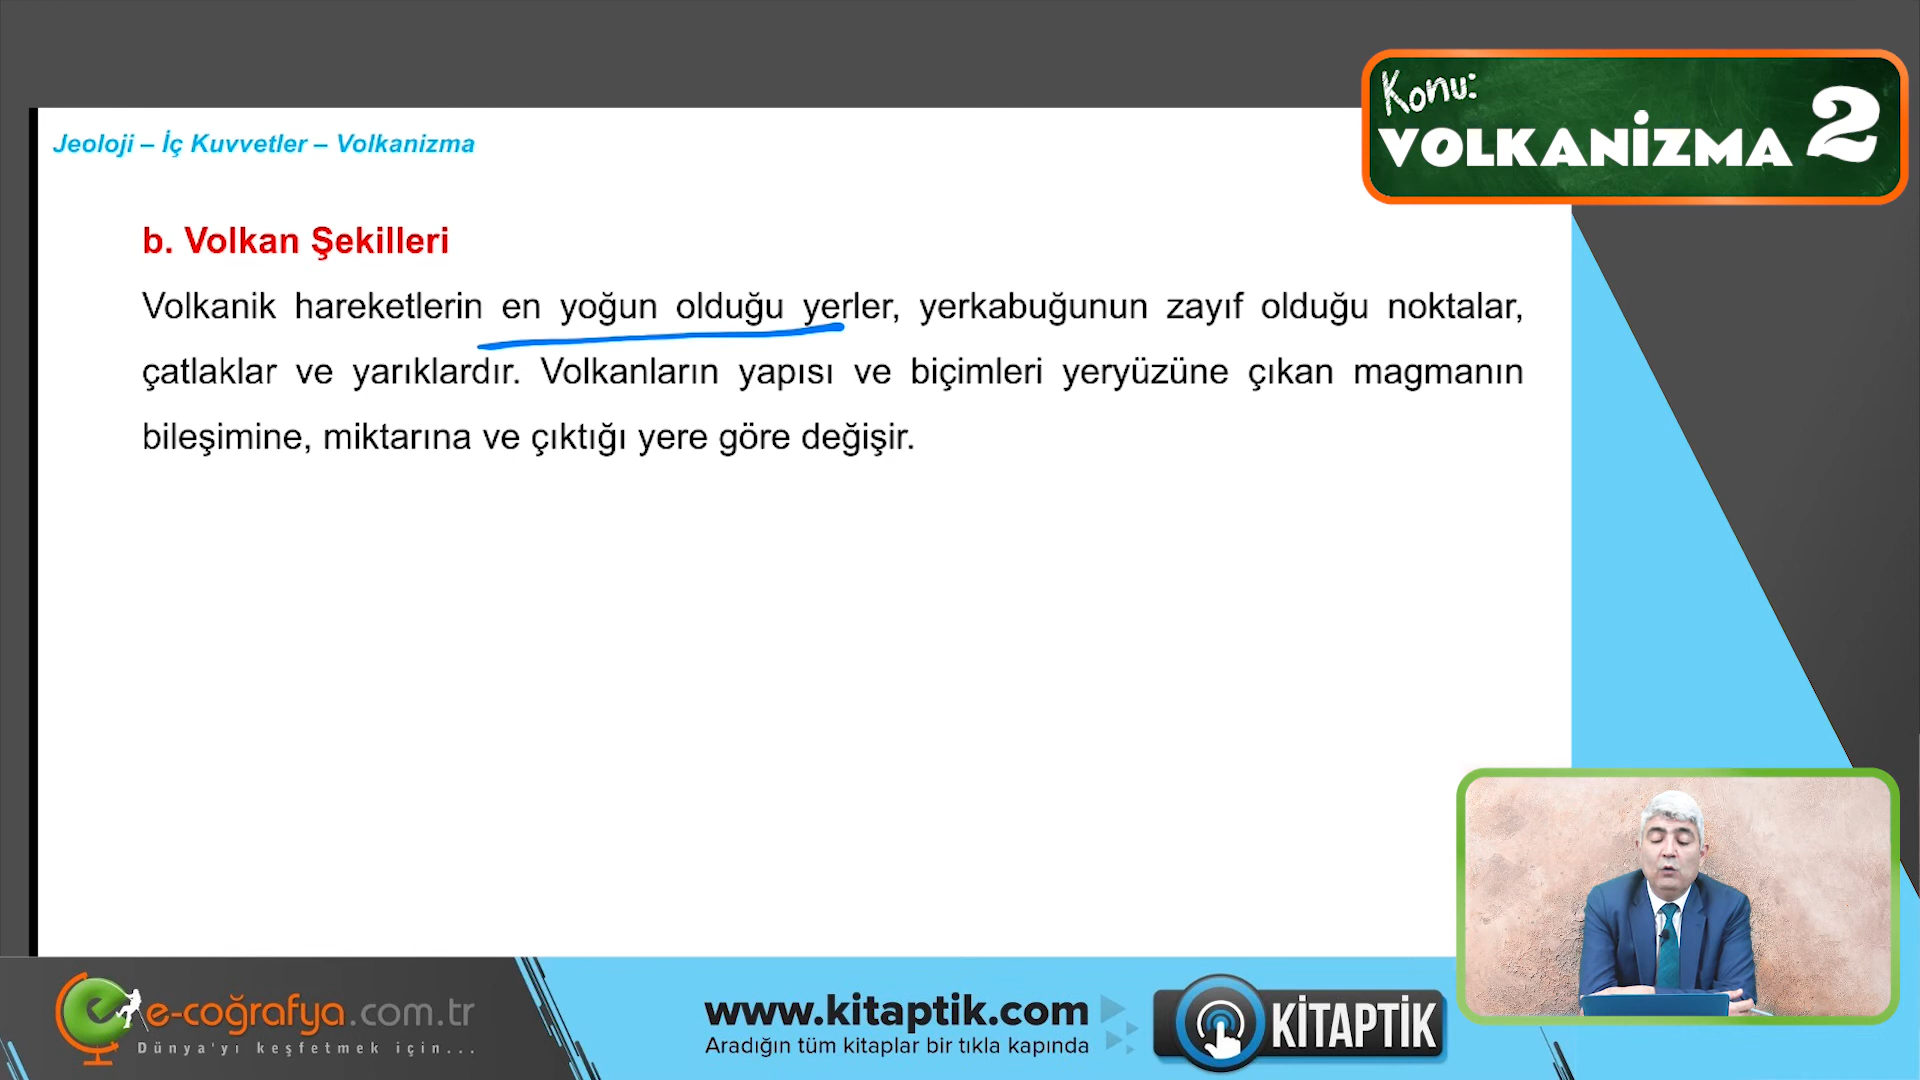 Konu:
VOLKANİZMA 2
Jeoloji – İç Kuvvetler – Volkanizma
b. Volkan Şekilleri
Volkanik hareketlerin en yoğun olduğu yerler, yerkabuğunun zayıf olduğu noktalar,
çatlaklar ve yarıklardır. Volkanların yapısı ve biçimleri yeryüzüne çıkan magmanın
bileşimine, miktarına ve çıktığı yere göre değişir.
e-coğrafya.com.tr
Dünya'yı keşfetmek için...
www.kitaptik.com
Aradığın tüm kitaplar bir tıkla kapında
KİTAPTIK